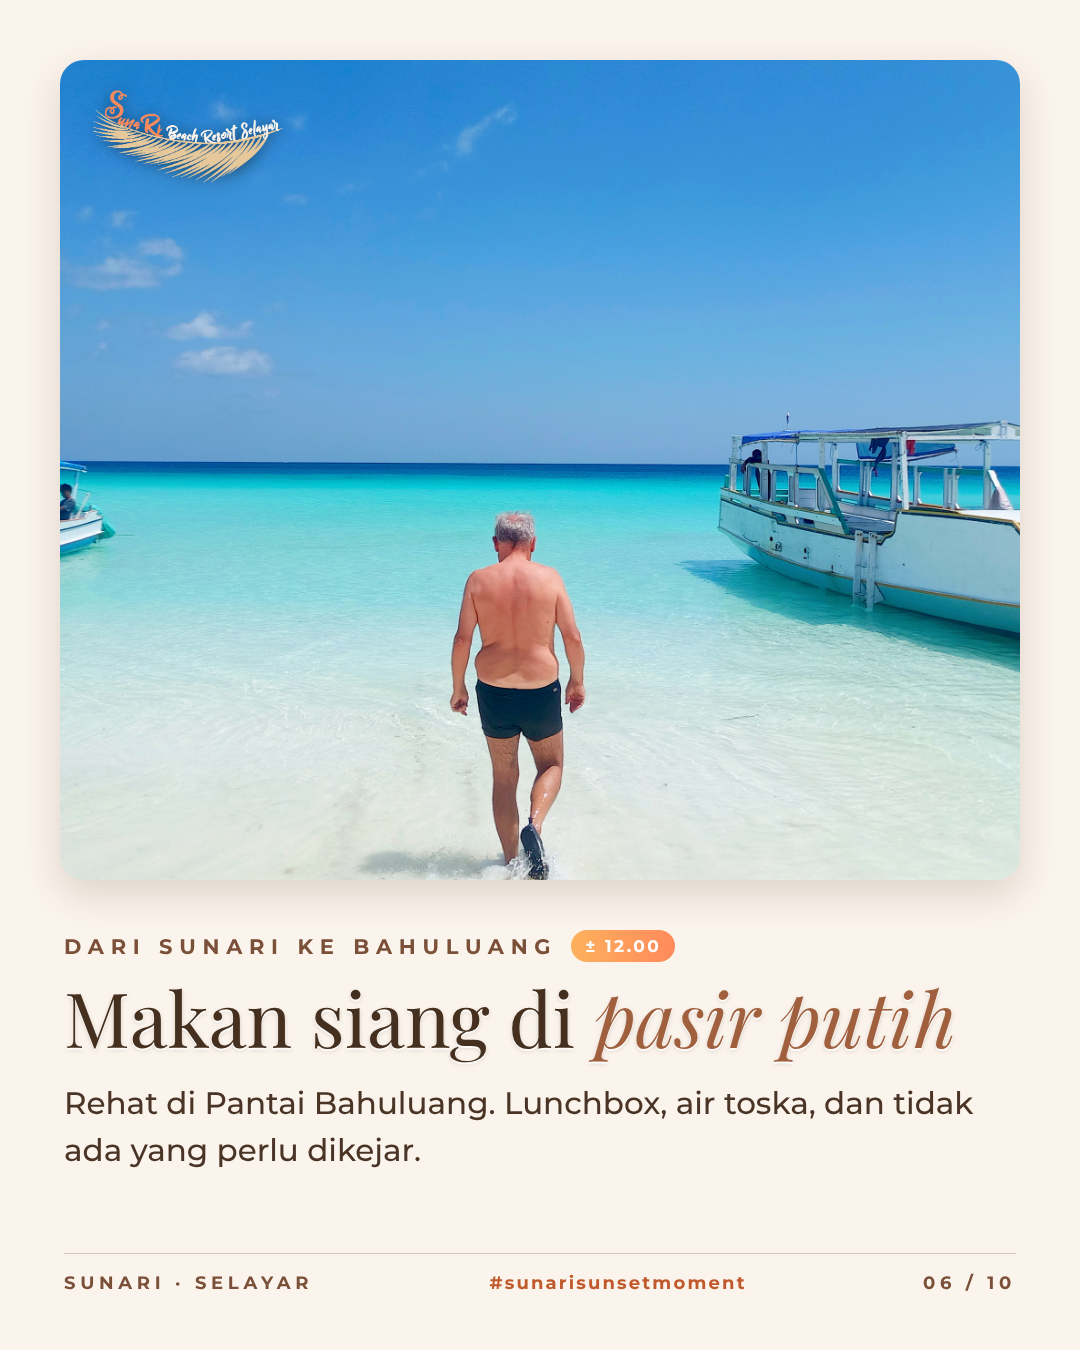 SunaRi Beach Resort Selayar
DARI SUNARI KE BAHULUANG ± 12.00
Makan siang di pasir putih
Rehat di Pantai Bahuluang. Lunchbox, air toska, dan tidak
ada yang perlu dikejar.
SUNARI · SELAYAR #sunarisunsetmoment 06 / 10